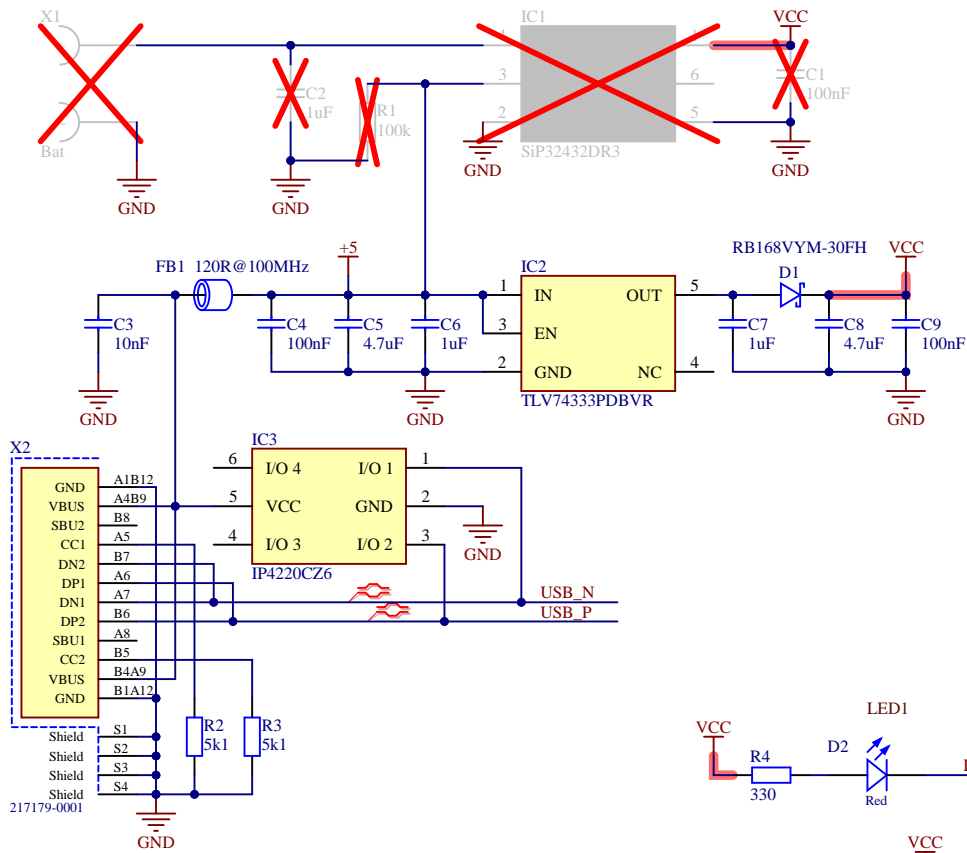 X1
Bat
GND
C2
1uF
GND
R1
100k
IC1
1
3
2
6
5
SiP32432DR3
GND
VCC
C1
100nF
GND
FB1 120R@100MHz
+5
C3
10nF
GND
C4
100nF
C5
4.7uF
C6
1uF
GND
IC2
1
IN
OUT
5
3
EN
2
GND
NC
4
TLV74333PDBVR
RB168VYM-30FH
D1
VCC
C7
1uF
C8
4.7uF
C9
100nF
GND
X2
GND A1B12
VBUS A4B9
SBU2 B8
CC1 A5
DN2 B7
DP1 A6
DN1 A7
DP2 B6
SBU1 A8
CC2 B5
VBUS B4A9
GND B1A12
Shield S1
Shield S2
Shield S3
Shield S4
217179-0001
GND
IC3
6 I/O 4 I/O 1 1
5 VCC GND 2
4 I/O 3 I/O 2 3
IP4220CZ6
GND
USB_N
USB_P
R2
5k1
R3
5k1
LED1
VCC
R4
330
D2
Red
VCC